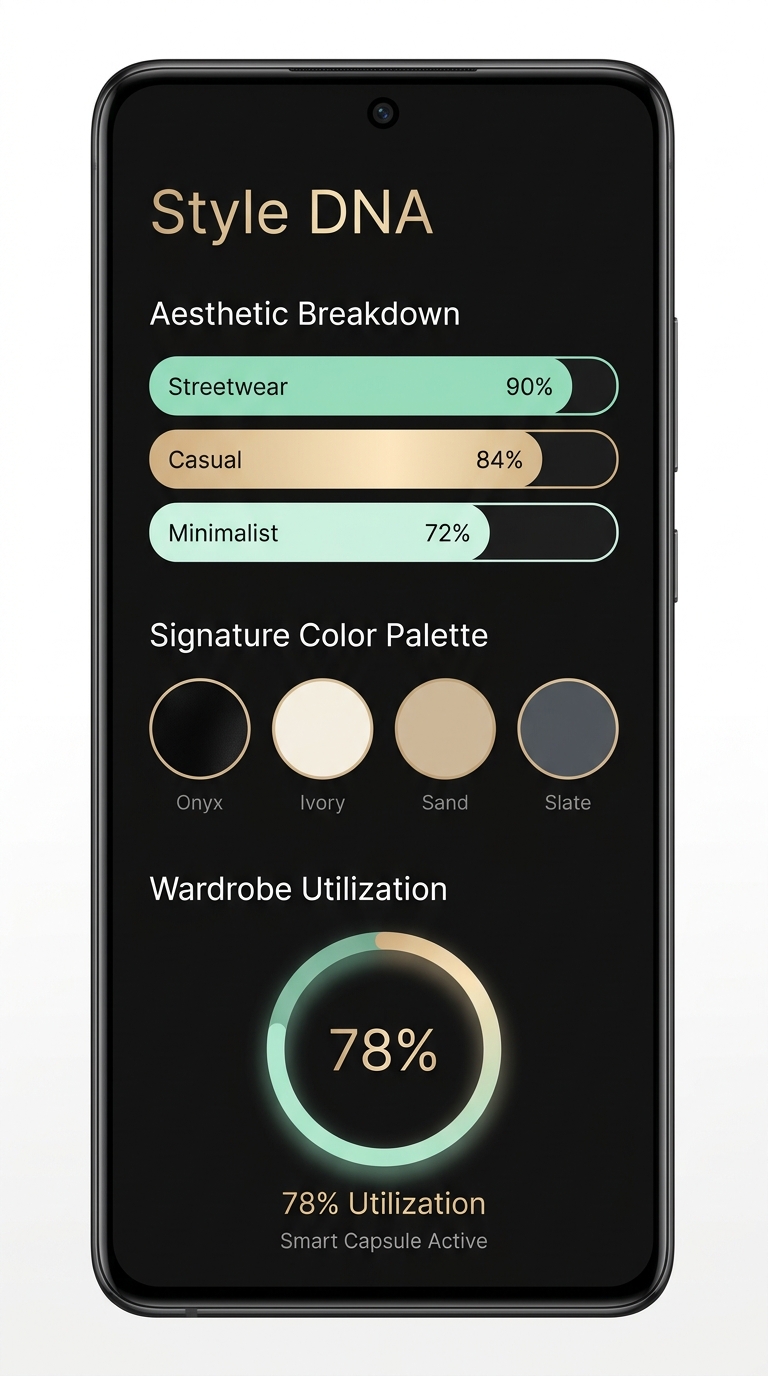 Style DNA
Aesthetic Breakdown
Streetwear 90%
Casual 84%
Minimalist 72%
Signature Color Palette
Onyx Ivory Sand Slate
Wardrobe Utilization
78%
78% Utilization
Smart Capsule Active